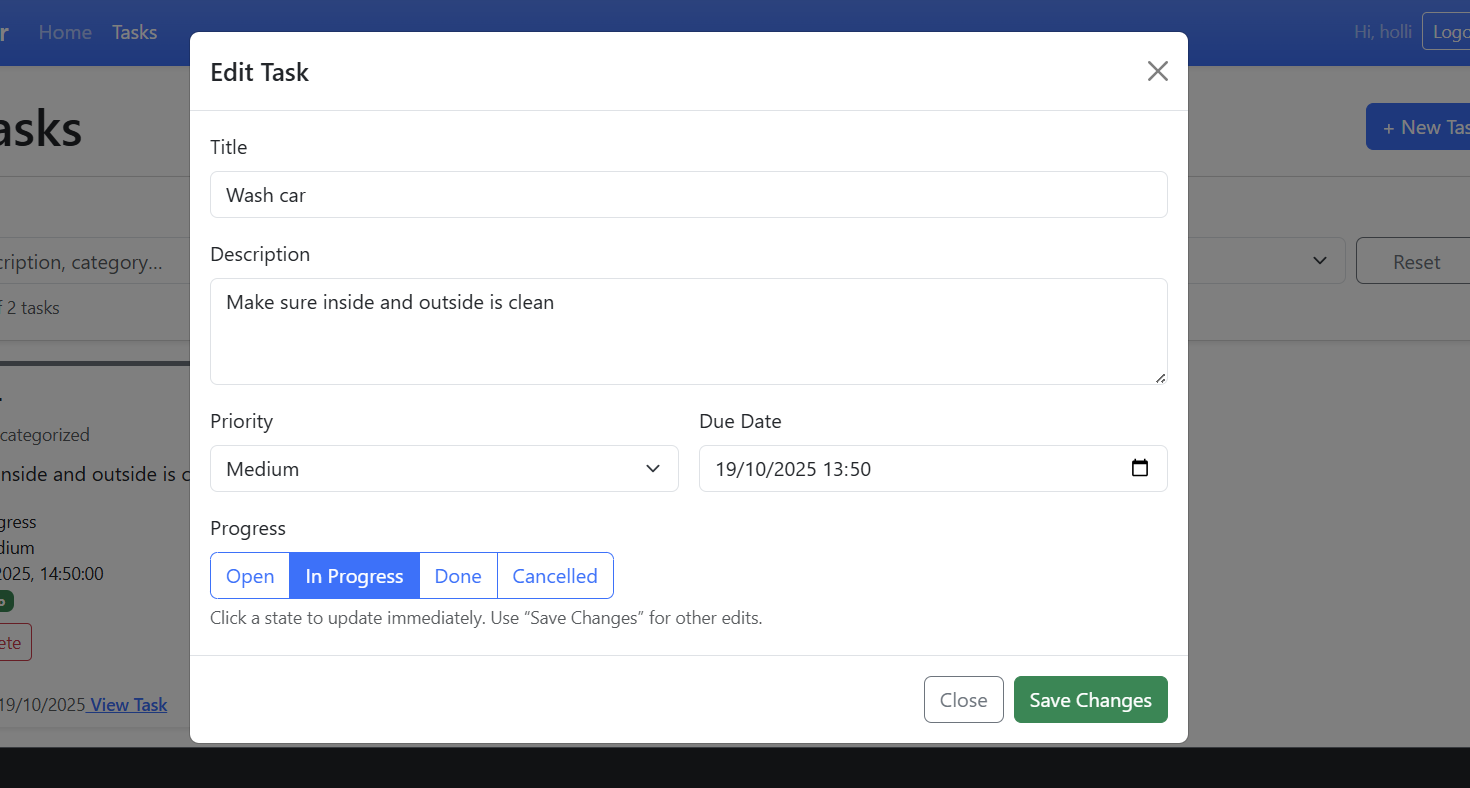 r Home Tasks Hi, holli Logo
Edit Task
asks
+ New Tas
Title
Wash car
Description
cription, category...
Reset
Make sure inside and outside is clean
f 2 tasks
Priority Due Date
categorized
Medium 19/10/2025 13:50
nside and outside is c
gress
Progress
dium
2025, 14:50:00
Open In Progress Done Cancelled
Click a state to update immediately. Use “Save Changes” for other edits.
ete
19/10/2025 View Task
Close Save Changes